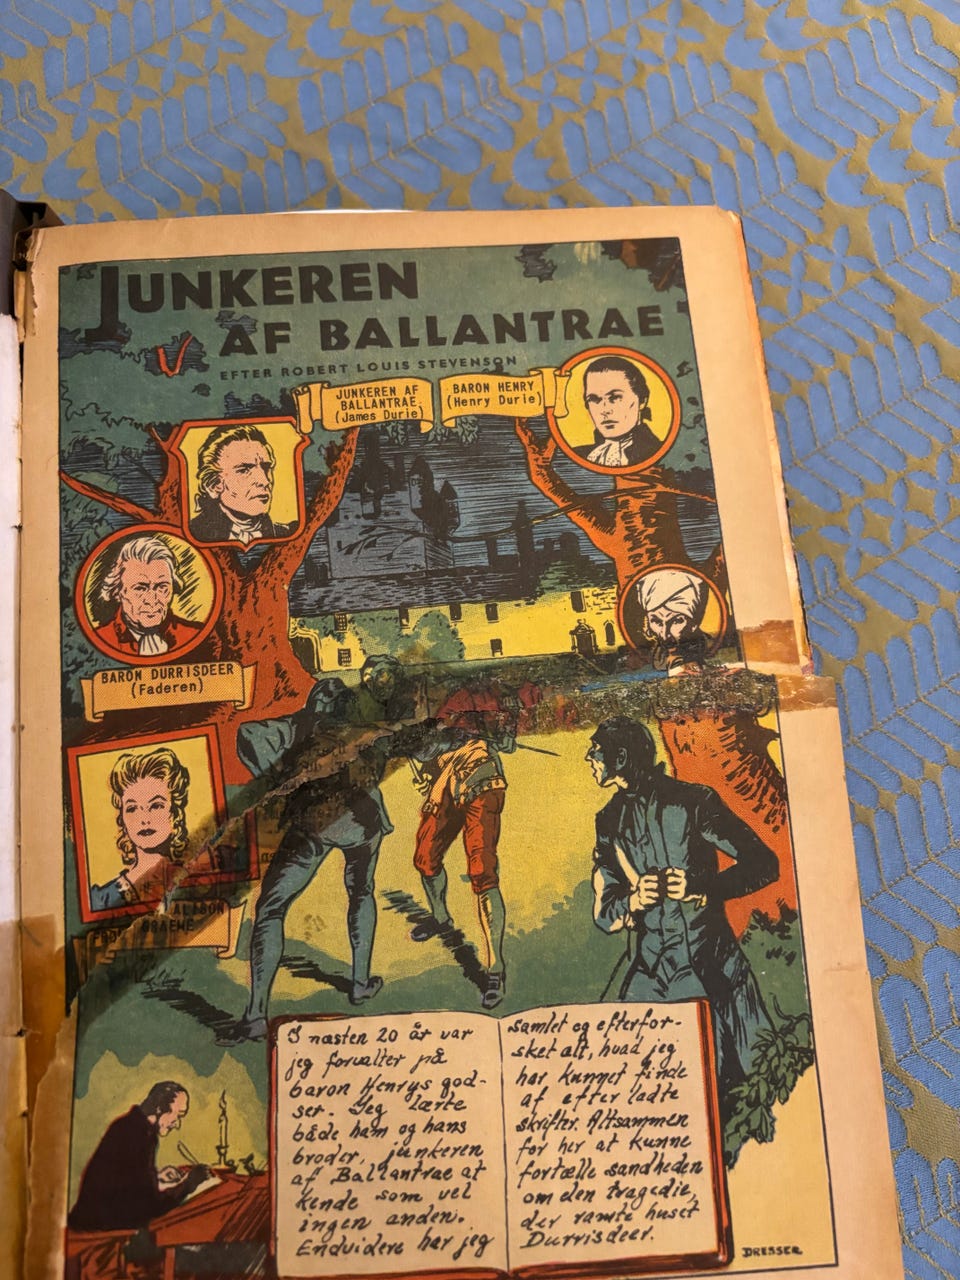 JUNKEREN
AF BALLANTRAE
EFTER ROBERT LOUIS STEVENSON
JUNKEREN AF
BALLANTRAE
(James Durie)
BARON HENRY
(Henry Durie)
BARON DURRISDEER
(Faderen)
ALISON
GRAEME
I næsten 20 år var
jeg forvalter på
baron Henrys god-
ser. Jeg lærte
både ham og hans
broder, junkeren
af Ballantrae at
kende som vel
ingen anden.
Endvidere har jeg
samlet og efterfor-
sket alt, hvad jeg
har kunnet finde
af efter ladte
skrifter. Altsammen
for her at kunne
fortælle sandheden
om den tragedie,
der ramte huset
Durrisdeer.
DRESSER